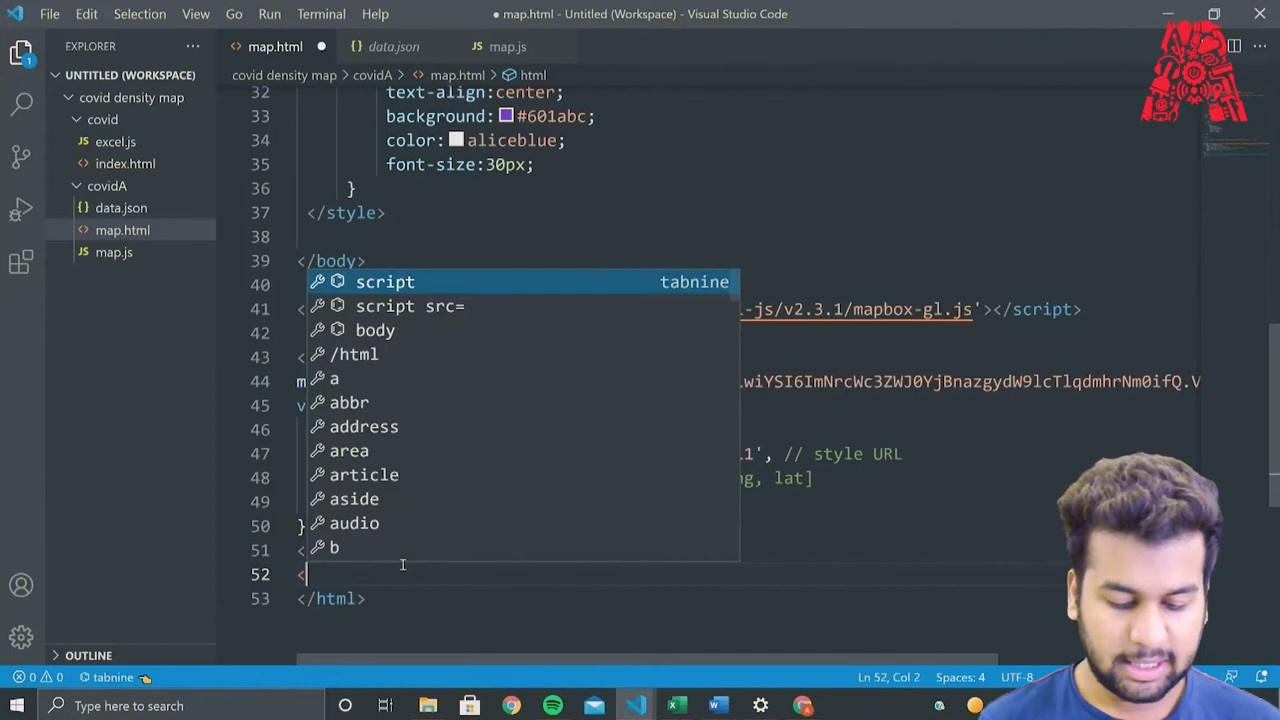 File Edit Selection View Go Run Terminal Help
● map.html - Untitled (Workspace) - Visual Studio Code
EXPLORER ···
UNTITLED (WORKSPACE)
covid density map
covid
JS excel.js
<> index.html
covidA
{} data.json
<> map.html
JS map.js
OUTLINE
1
<> map.html ●
{} data.json
JS map.js
covid density map > covidA > <> map.html > html
32 text-align:center;
33 background: #601abc;
34 color: aliceblue;
35 font-size:30px;
36 }
37 </style>
38
39 </body>
40
41 <
-js/v2.3.1/mapbox-gl.js'></script>
42
43 <
44 m
wiYSI6ImNrcWc3ZWJ0YjBnazgydW9lcTlqdmhrNm0ifQ.V
45 v
46
47
11', // style URL
48
ng, lat]
49
50 }
51 <
52 <
53 </html>
script tabnine
script src=
body
/html
a
abbr
address
area
article
aside
audio
b
0 0 tabnine
Ln 52, Col 2 Spaces: 4 UTF-8
Type here to search